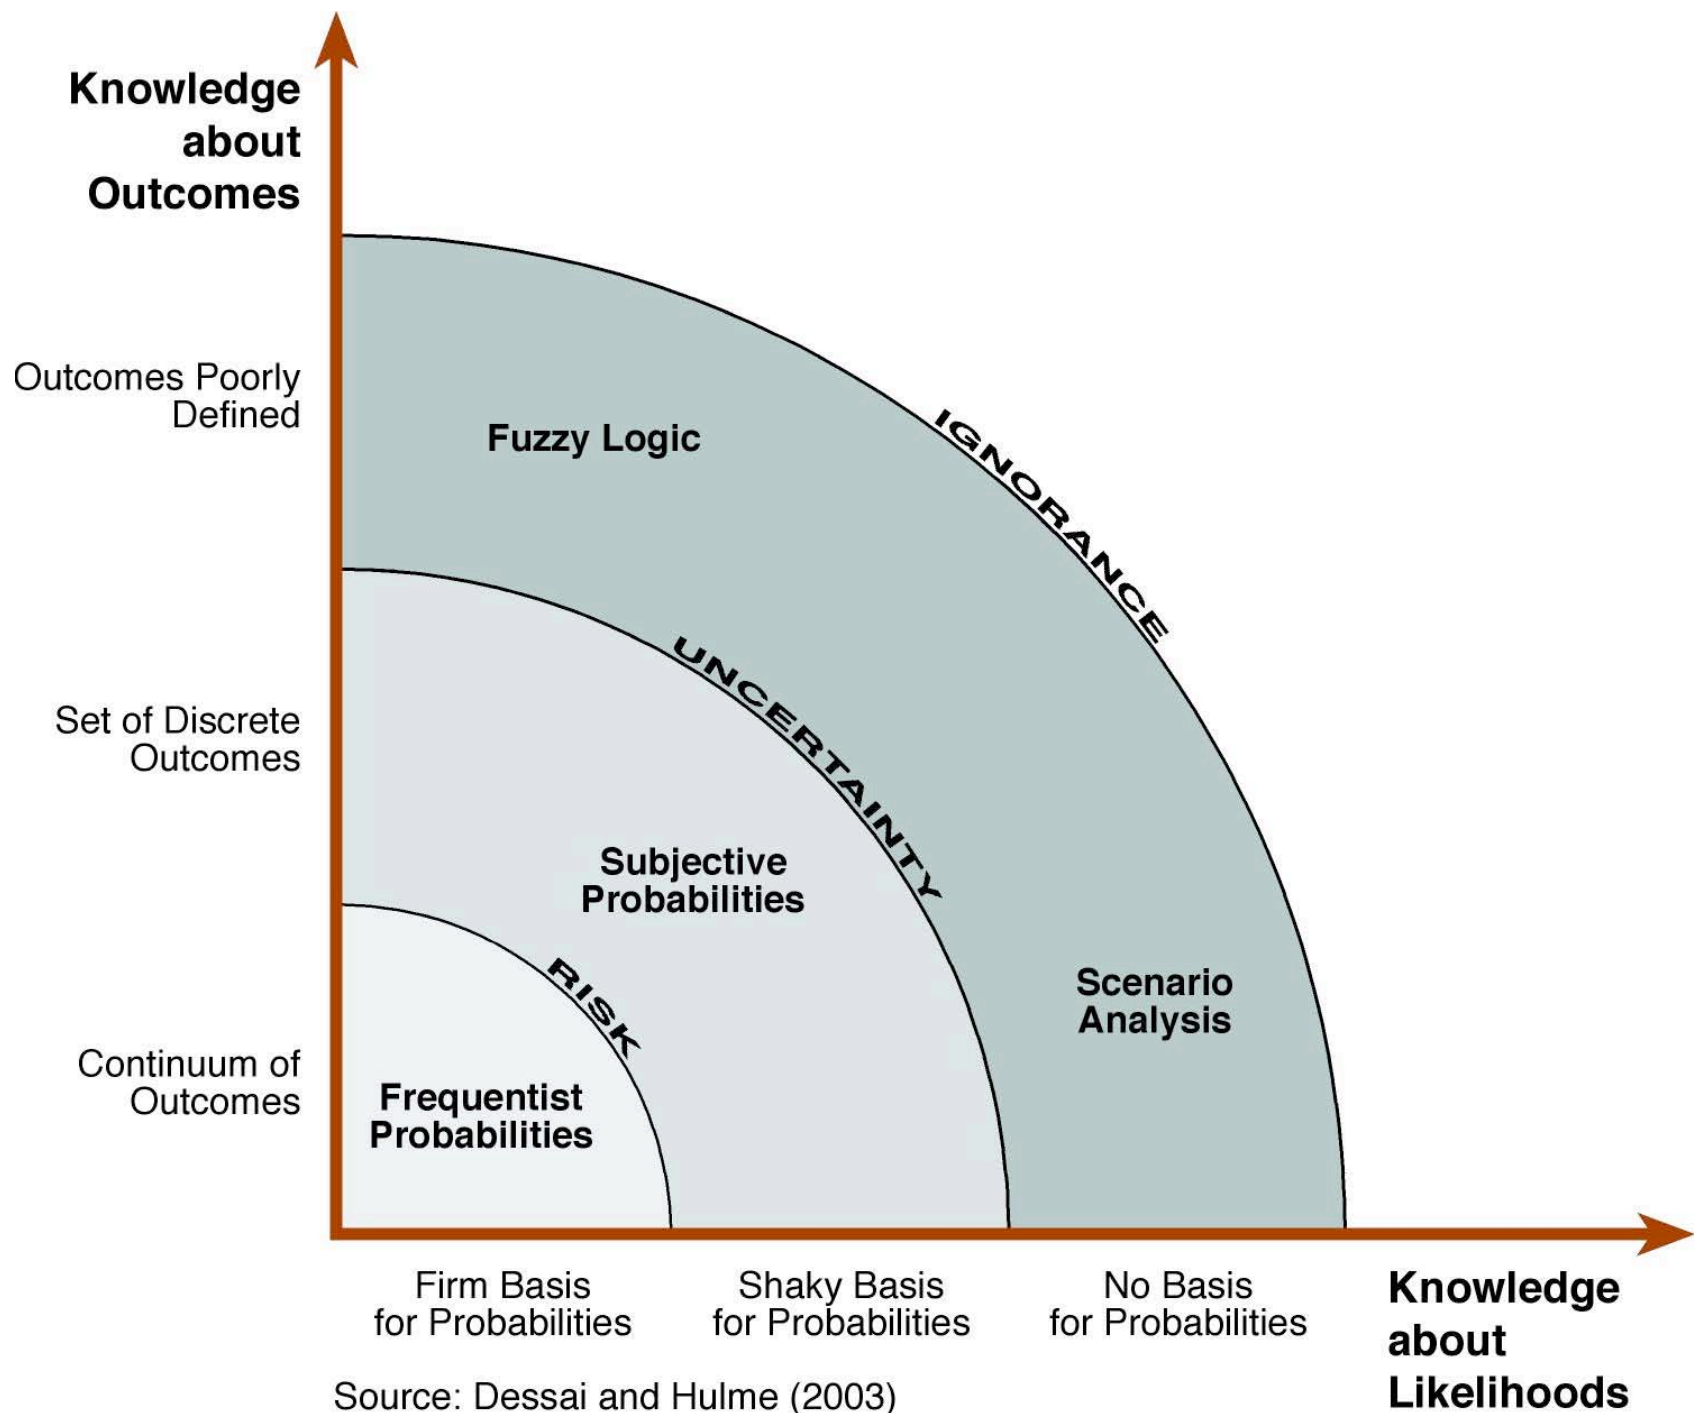 Knowledge
about
Outcomes
Outcomes Poorly
Defined
Fuzzy Logic
IGNORANCE
UNCERTAINTY
Set of Discrete
Outcomes
Subjective
Probabilities
RISK
Scenario
Analysis
Continuum of
Outcomes
Frequentist
Probabilities
Firm Basis
for Probabilities
Shaky Basis
for Probabilities
No Basis
for Probabilities
Knowledge
about
Likelihoods
Source: Dessai and Hulme (2003)